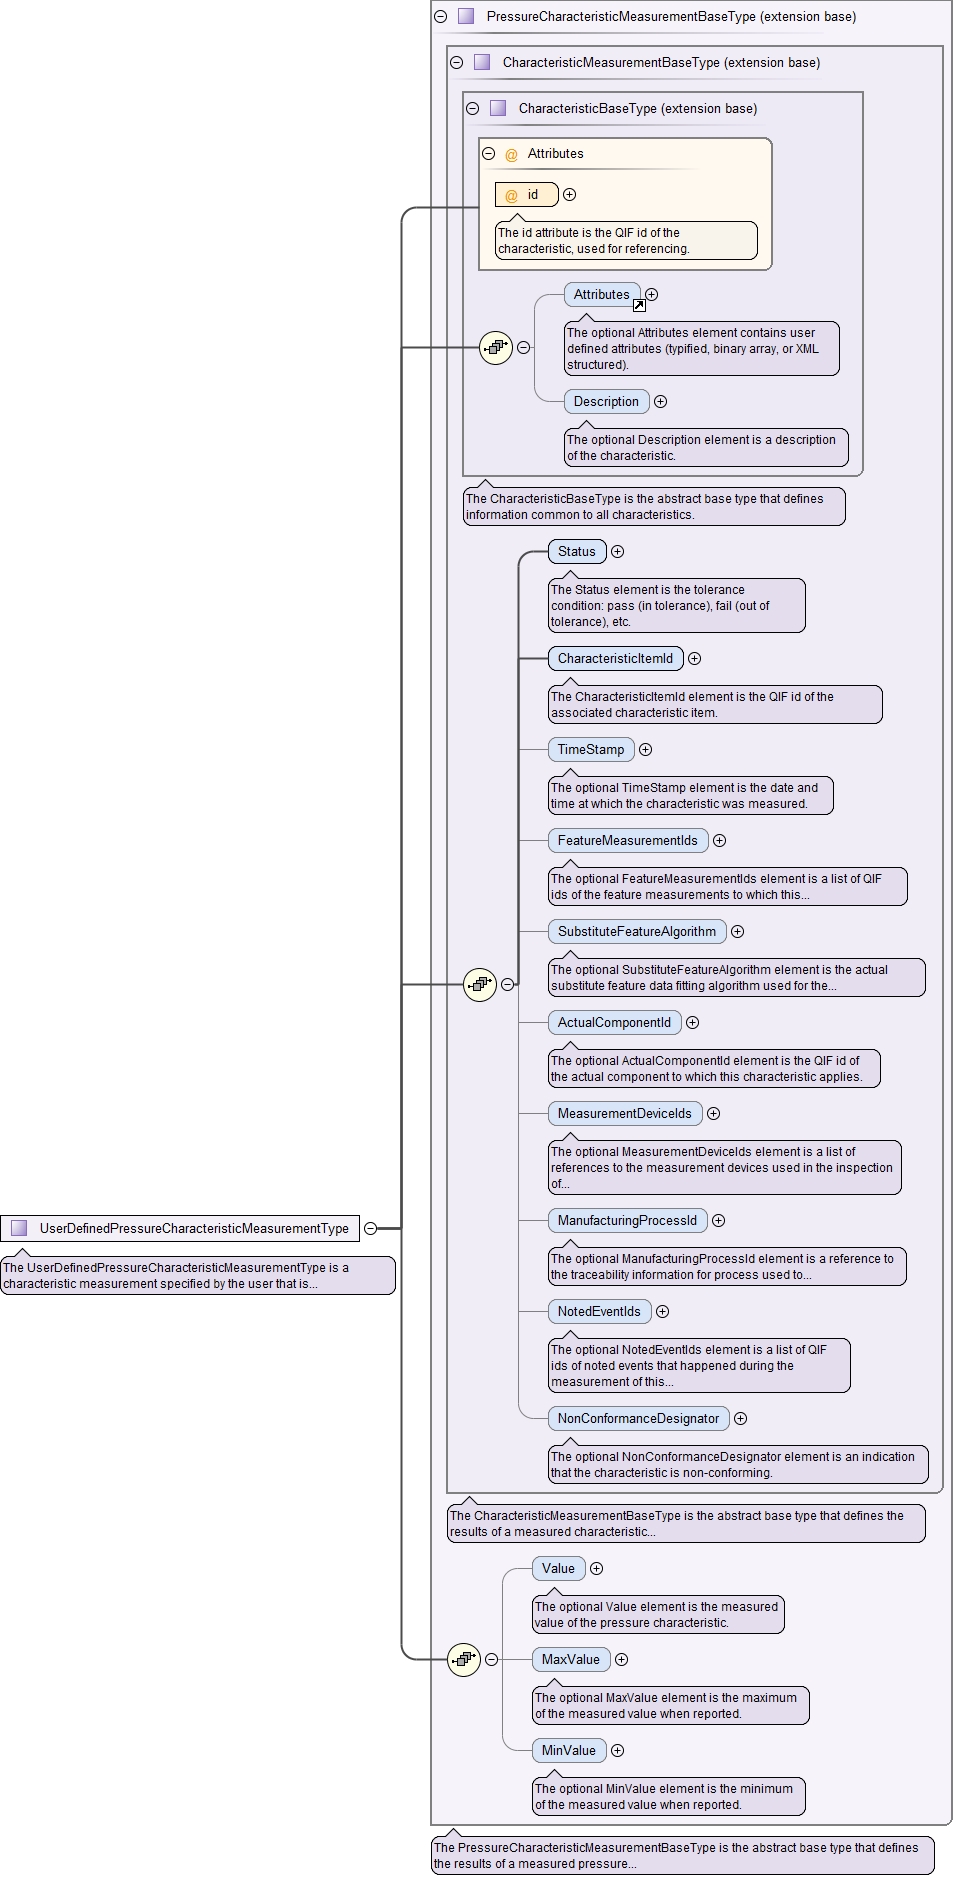 PressureCharacteristicMeasurementBaseType (extension base)
CharacteristicMeasurementBaseType (extension base)
CharacteristicBaseType (extension base)
@ Attributes
@ id
The id attribute is the QIF id of the
characteristic, used for referencing.
Attributes
The optional Attributes element contains user
defined attributes (typified, binary array, or XML
structured).
Description
The optional Description element is a description
of the characteristic.
The CharacteristicBaseType is the abstract base type that defines
information common to all characteristics.
Status
The Status element is the tolerance
condition: pass (in tolerance), fail (out of
tolerance), etc.
CharacteristicItemId
The CharacteristicItemId element is the QIF id of the
associated characteristic item.
TimeStamp
The optional TimeStamp element is the date and
time at which the characteristic was measured.
FeatureMeasurementIds
The optional FeatureMeasurementIds element is a list of QIF
ids of the feature measurements to which this...
SubstituteFeatureAlgorithm
The optional SubstituteFeatureAlgorithm element is the actual
substitute feature data fitting algorithm used for the...
ActualComponentId
The optional ActualComponentId element is the QIF id of
the actual component to which this characteristic applies.
MeasurementDeviceIds
The optional MeasurementDeviceIds element is a list of
references to the measurement devices used in the inspection
of...
ManufacturingProcessId
The optional ManufacturingProcessId element is a reference to
the traceability information for process used to...
NotedEventIds
The optional NotedEventIds element is a list of QIF
ids of noted events that happened during the
measurement of this...
NonConformanceDesignator
The optional NonConformanceDesignator element is an indication
that the characteristic is non-conforming.
The CharacteristicMeasurementBaseType is the abstract base type that defines the
results of a measured characteristic...
UserDefinedPressureCharacteristicMeasurementType
The UserDefinedPressureCharacteristicMeasurementType is a
characteristic measurement specified by the user that is...
Value
The optional Value element is the measured
value of the pressure characteristic.
MaxValue
The optional MaxValue element is the maximum
of the measured value when reported.
MinValue
The optional MinValue element is the minimum
of the measured value when reported.
The PressureCharacteristicMeasurementBaseType is the abstract base type that defines
the results of a measured pressure...